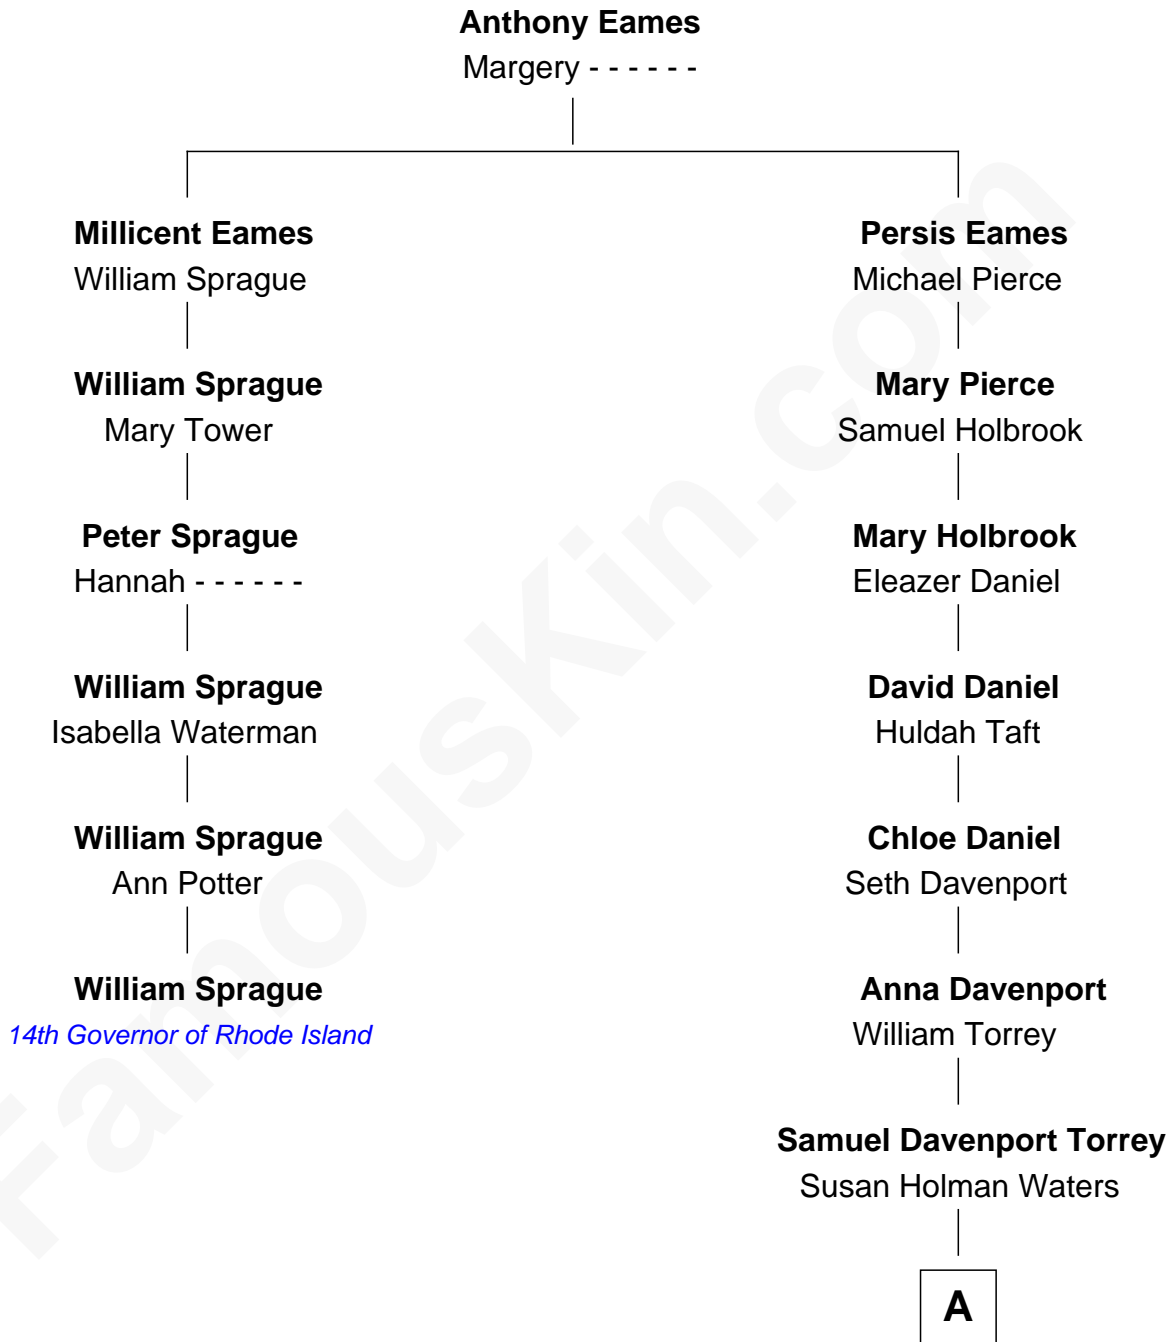 Anthony Eames
Margery - - - - - -
Millicent Eames
William Sprague
Persis Eames
Michael Pierce
William Sprague
Mary Tower
Mary Pierce
Samuel Holbrook
Peter Sprague
Hannah - - - - - -
Mary Holbrook
Eleazer Daniel
William Sprague
Isabella Waterman
David Daniel
Huldah Taft
William Sprague
Ann Potter
Chloe Daniel
Seth Davenport
William Sprague
14th Governor of Rhode Island
Anna Davenport
William Torrey
Samuel Davenport Torrey
Susan Holman Waters
A
FamousKin.com